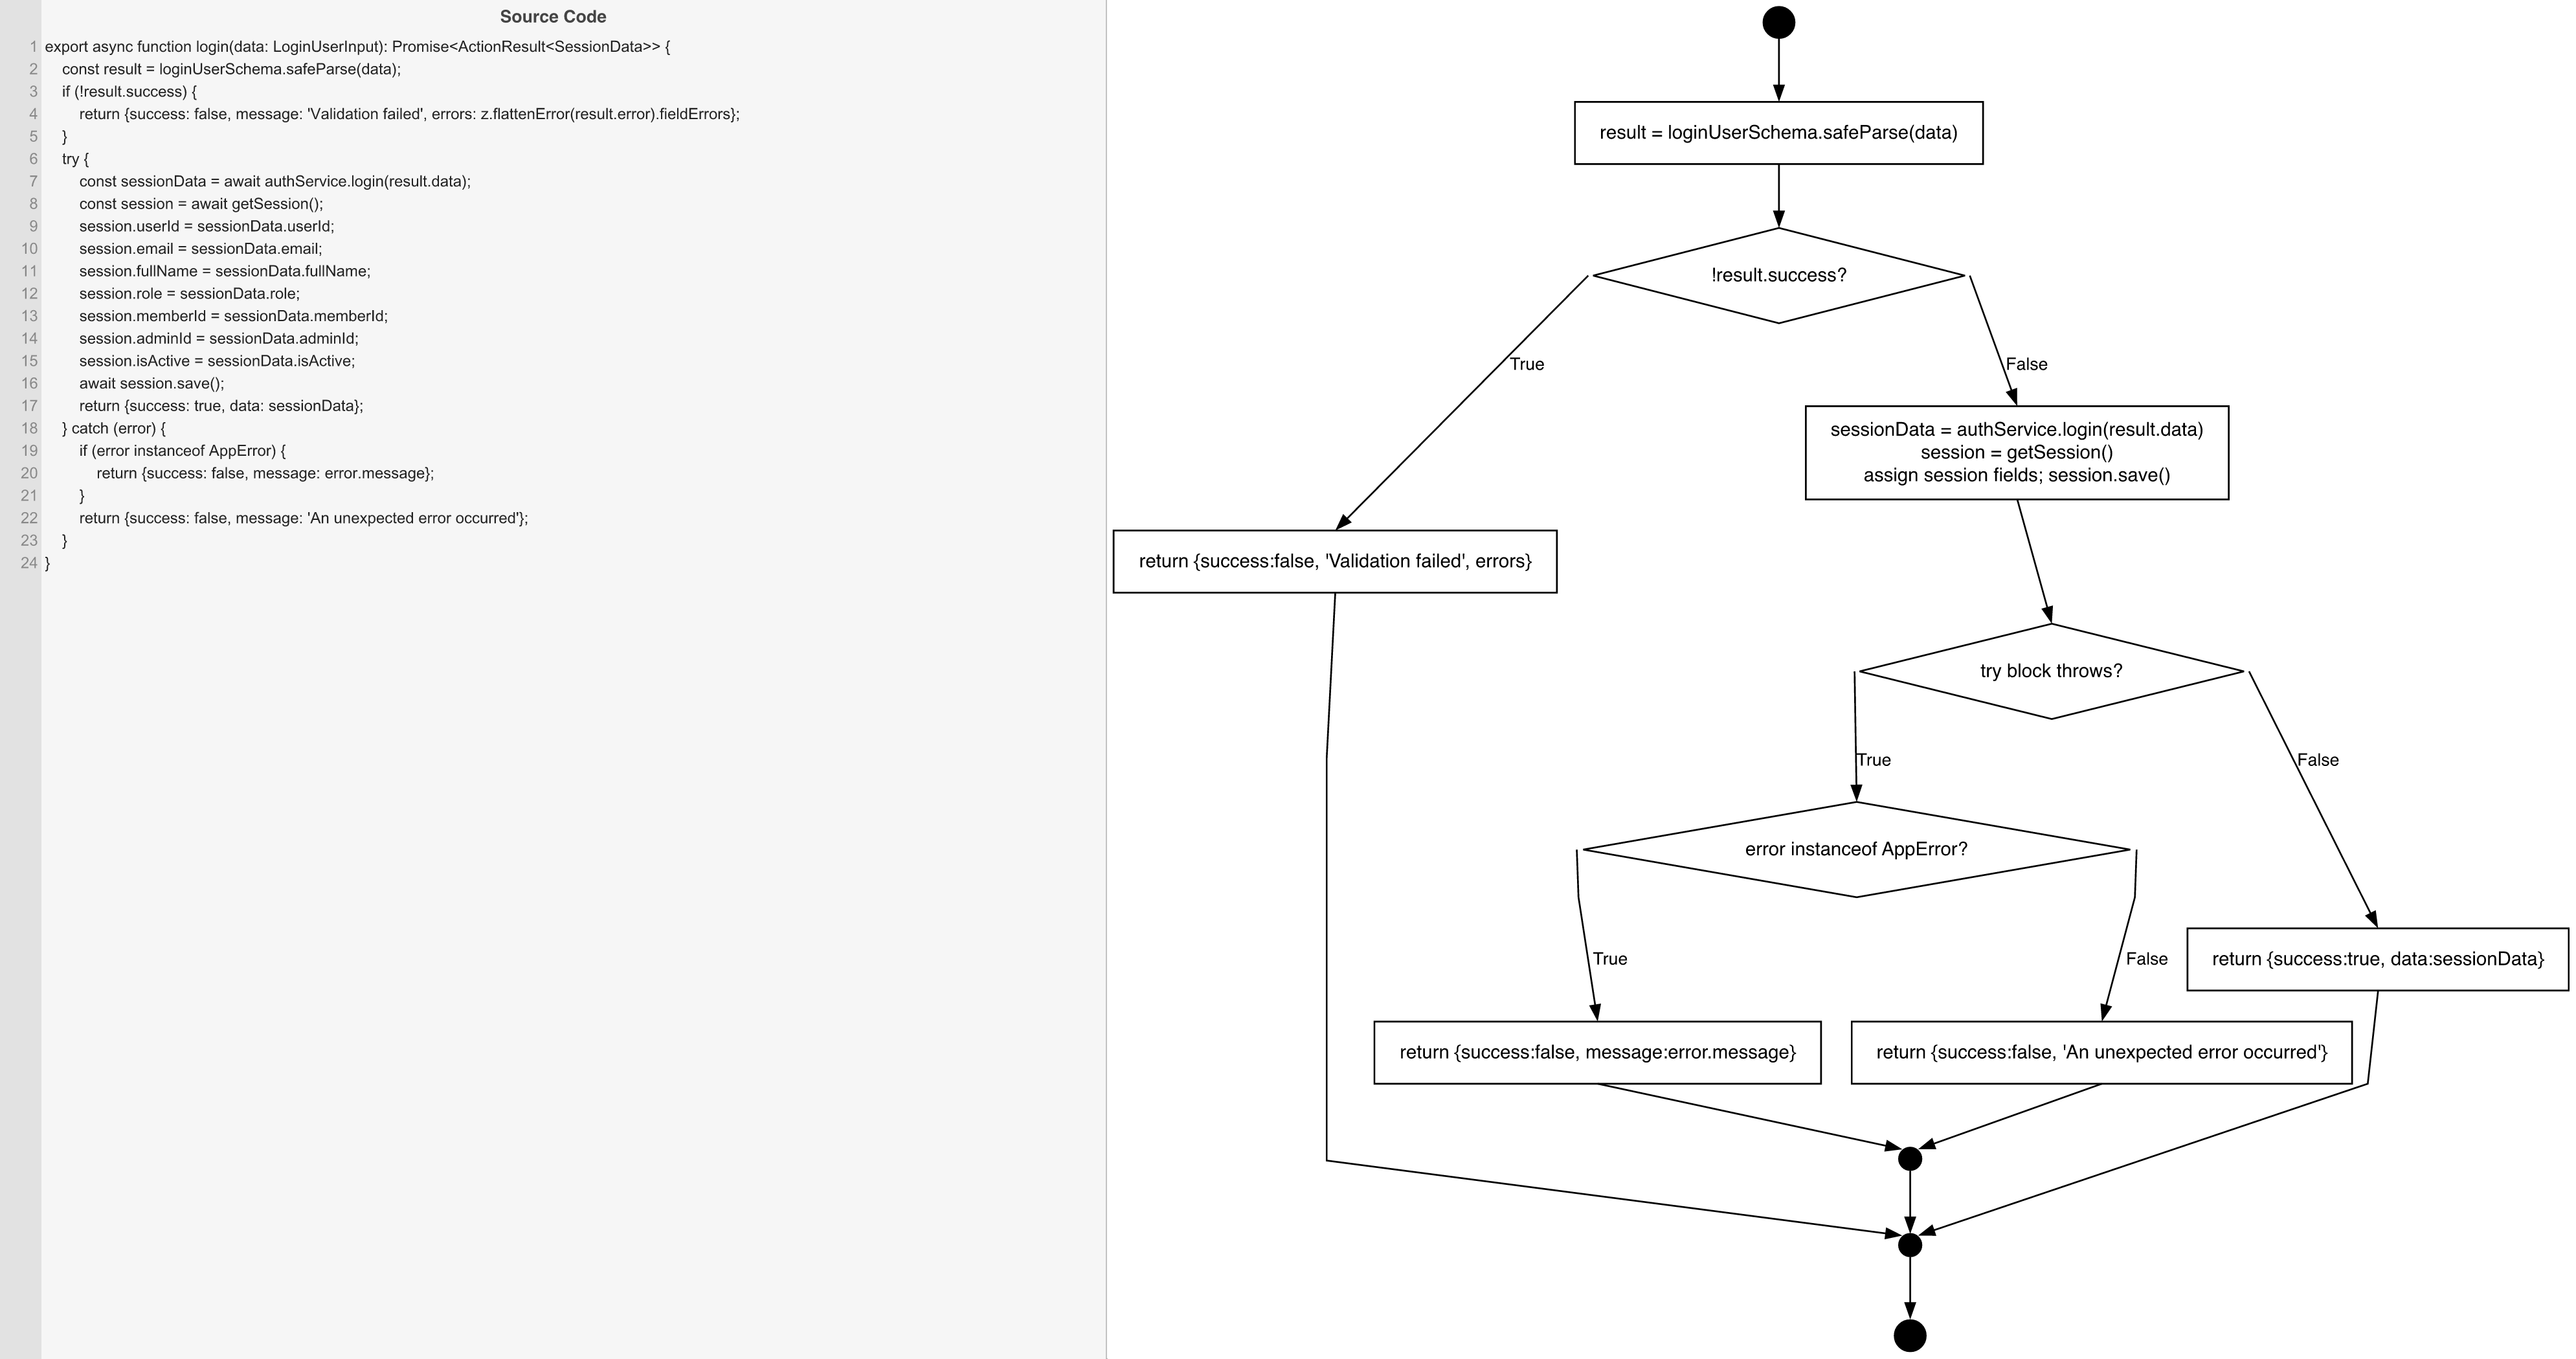 Source Code
1 export async function login(data: LoginUserInput): Promise<ActionResult<SessionData>> {
2 const result = loginUserSchema.safeParse(data);
3 if (!result.success) {
4 return {success: false, message: 'Validation failed', errors: z.flattenError(result.error).fieldErrors};
5 }
6 try {
7 const sessionData = await authService.login(result.data);
8 const session = await getSession();
9 session.userId = sessionData.userId;
10 session.email = sessionData.email;
11 session.fullName = sessionData.fullName;
12 session.role = sessionData.role;
13 session.memberId = sessionData.memberId;
14 session.adminId = sessionData.adminId;
15 session.isActive = sessionData.isActive;
16 await session.save();
17 return {success: true, data: sessionData};
18 } catch (error) {
19 if (error instanceof AppError) {
20 return {success: false, message: error.message};
21 }
22 return {success: false, message: 'An unexpected error occurred'};
23 }
24 }
result = loginUserSchema.safeParse(data)
!result.success?
True
False
sessionData = authService.login(result.data)
session = getSession()
assign session fields; session.save()
return {success:false, 'Validation failed', errors}
try block throws?
True
False
error instanceof AppError?
True
False
return {success:true, data:sessionData}
return {success:false, message:error.message}
return {success:false, 'An unexpected error occurred'}